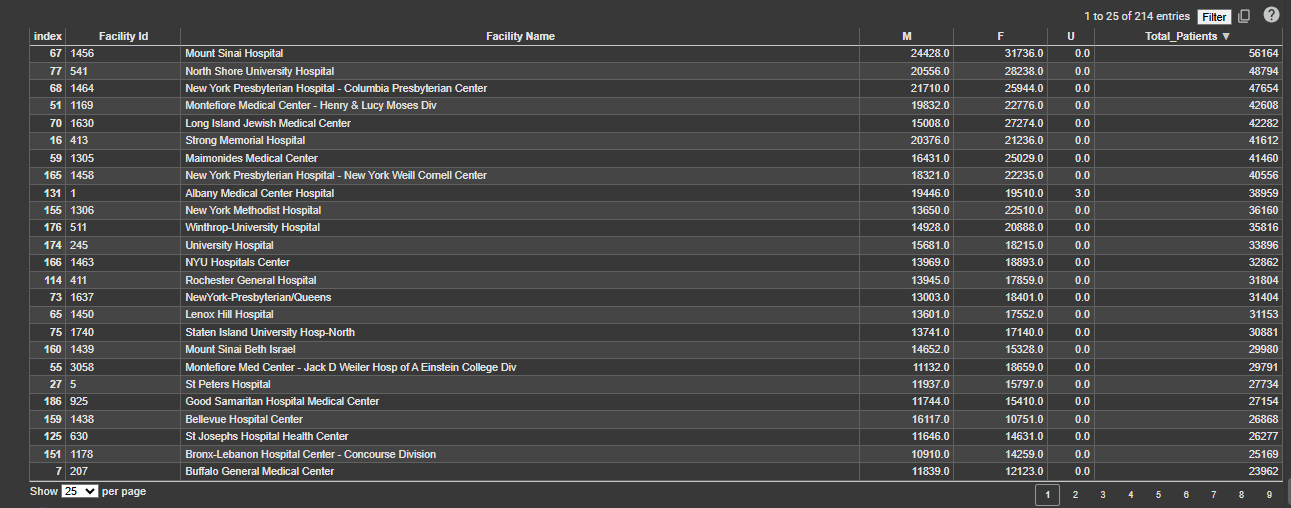 1 to 25 of 214 entries Filter ?
index Facility Id Facility Name M F U Total_Patients ▼
67 1456 Mount Sinai Hospital 24428.0 31736.0 0.0 56164
77 541 North Shore University Hospital 20556.0 28238.0 0.0 48794
68 1464 New York Presbyterian Hospital - Columbia Presbyterian Center 21710.0 25944.0 0.0 47654
51 1169 Montefiore Medical Center - Henry & Lucy Moses Div 19832.0 22776.0 0.0 42608
70 1630 Long Island Jewish Medical Center 15008.0 27274.0 0.0 42282
16 413 Strong Memorial Hospital 20376.0 21236.0 0.0 41612
59 1305 Maimonides Medical Center 16431.0 25029.0 0.0 41460
165 1458 New York Presbyterian Hospital - New York Weill Cornell Center 18321.0 22235.0 0.0 40556
131 1 Albany Medical Center Hospital 19446.0 19510.0 3.0 38959
155 1306 New York Methodist Hospital 13650.0 22510.0 0.0 36160
176 511 Winthrop-University Hospital 14928.0 20888.0 0.0 35816
174 245 University Hospital 15681.0 18215.0 0.0 33896
166 1463 NYU Hospitals Center 13969.0 18893.0 0.0 32862
114 411 Rochester General Hospital 13945.0 17859.0 0.0 31804
73 1637 NewYork-Presbyterian/Queens 13003.0 18401.0 0.0 31404
65 1450 Lenox Hill Hospital 13601.0 17552.0 0.0 31153
75 1740 Staten Island University Hosp-North 13741.0 17140.0 0.0 30881
160 1439 Mount Sinai Beth Israel 14652.0 15328.0 0.0 29980
55 3058 Montefiore Med Center - Jack D Weiler Hosp of A Einstein College Div 11132.0 18659.0 0.0 29791
27 5 St Peters Hospital 11937.0 15797.0 0.0 27734
186 925 Good Samaritan Hospital Medical Center 11744.0 15410.0 0.0 27154
159 1438 Bellevue Hospital Center 16117.0 10751.0 0.0 26868
125 630 St Josephs Hospital Health Center 11646.0 14631.0 0.0 26277
151 1178 Bronx-Lebanon Hospital Center - Concourse Division 10910.0 14259.0 0.0 25169
7 207 Buffalo General Medical Center 11839.0 12123.0 0.0 23962
Show 25 per page 1 2 3 4 5 6 7 8 9